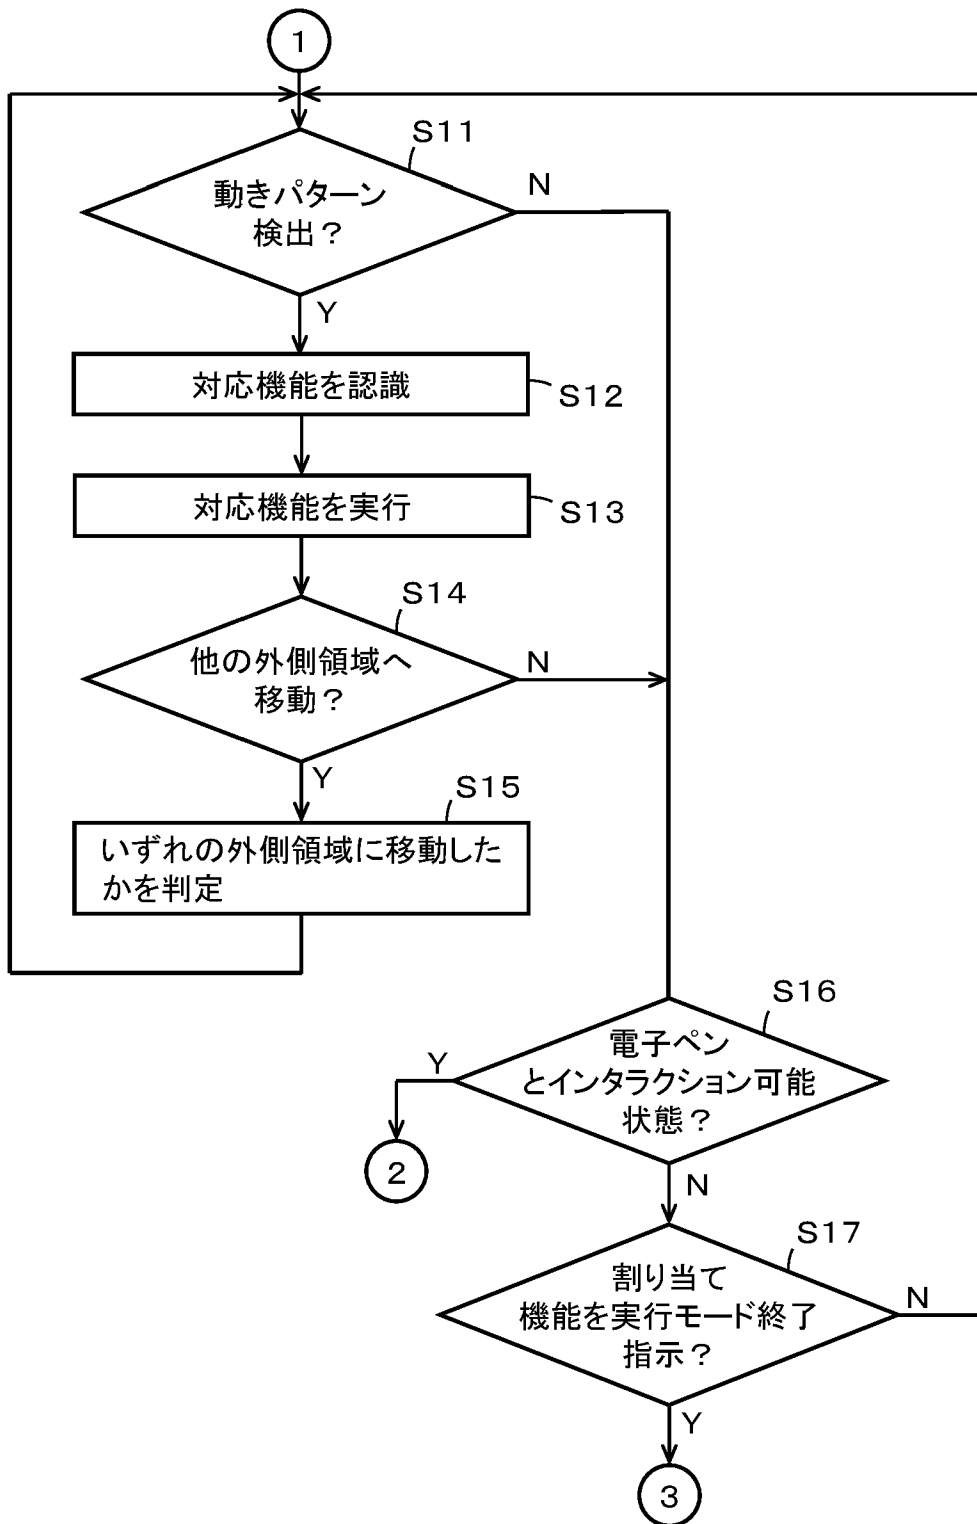 1
S11
動きパターン
検出？
N
Y
対応機能を認識
S12
対応機能を実行
S13
S14
他の外側領域へ
移動？
N
Y
S15
いずれの外側領域に移動した
かを判定
S16
電子ペン
とインタラクション可能
状態？
Y
2
N
S17
割り当て
機能を実行モード終了
指示？
N
Y
3